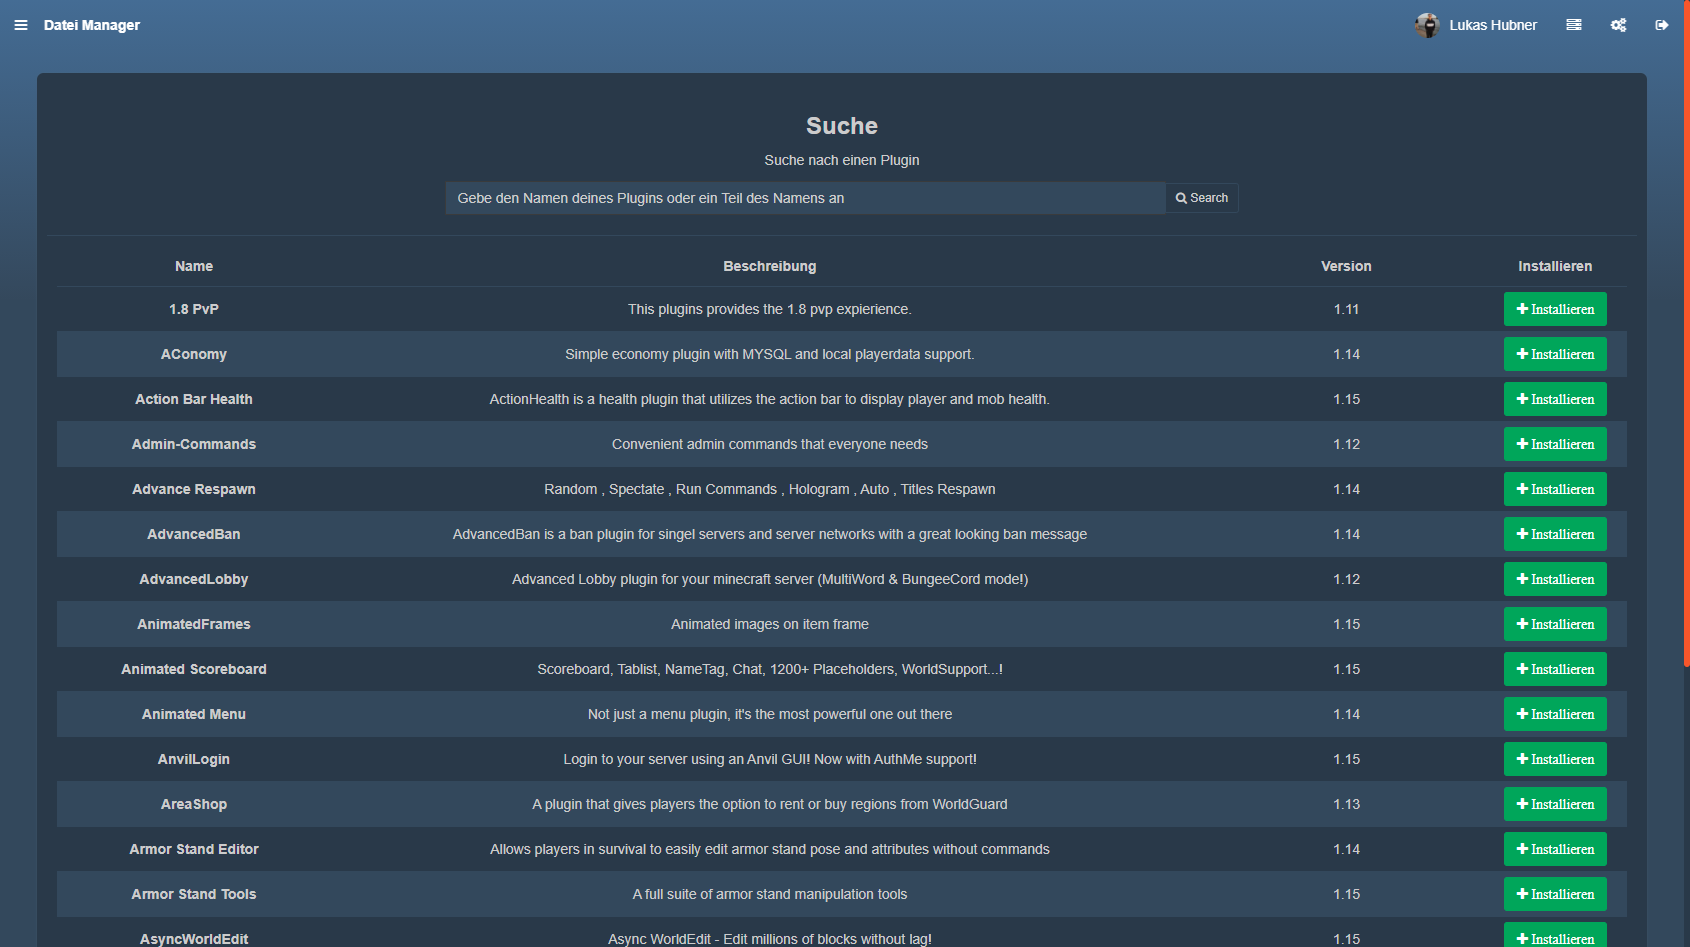 Datei Manager
Lukas Hubner
Suche
Suche nach einen Plugin
Gebe den Namen deines Plugins oder ein Teil des Namens an
Search
Name Beschreibung Version Installieren
1.8 PvP This plugins provides the 1.8 pvp expierience. 1.11 Installieren
AConomy Simple economy plugin with MYSQL and local playerdata support. 1.14 Installieren
Action Bar Health ActionHealth is a health plugin that utilizes the action bar to display player and mob health. 1.15 Installieren
Admin-Commands Convenient admin commands that everyone needs 1.12 Installieren
Advance Respawn Random , Spectate , Run Commands , Hologram , Auto , Titles Respawn 1.14 Installieren
AdvancedBan AdvancedBan is a ban plugin for singel servers and server networks with a great looking ban message 1.14 Installieren
AdvancedLobby Advanced Lobby plugin for your minecraft server (MultiWord & BungeeCord mode!) 1.12 Installieren
AnimatedFrames Animated images on item frame 1.15 Installieren
Animated Scoreboard Scoreboard, Tablist, NameTag, Chat, 1200+ Placeholders, WorldSupport...! 1.15 Installieren
Animated Menu Not just a menu plugin, it's the most powerful one out there 1.14 Installieren
AnvilLogin Login to your server using an Anvil GUI! Now with AuthMe support! 1.15 Installieren
AreaShop A plugin that gives players the option to rent or buy regions from WorldGuard 1.13 Installieren
Armor Stand Editor Allows players in survival to easily edit armor stand pose and attributes without commands 1.14 Installieren
Armor Stand Tools A full suite of armor stand manipulation tools 1.15 Installieren
AsyncWorldEdit Async WorldEdit - Edit millions of blocks without lag! 1.15 Installieren